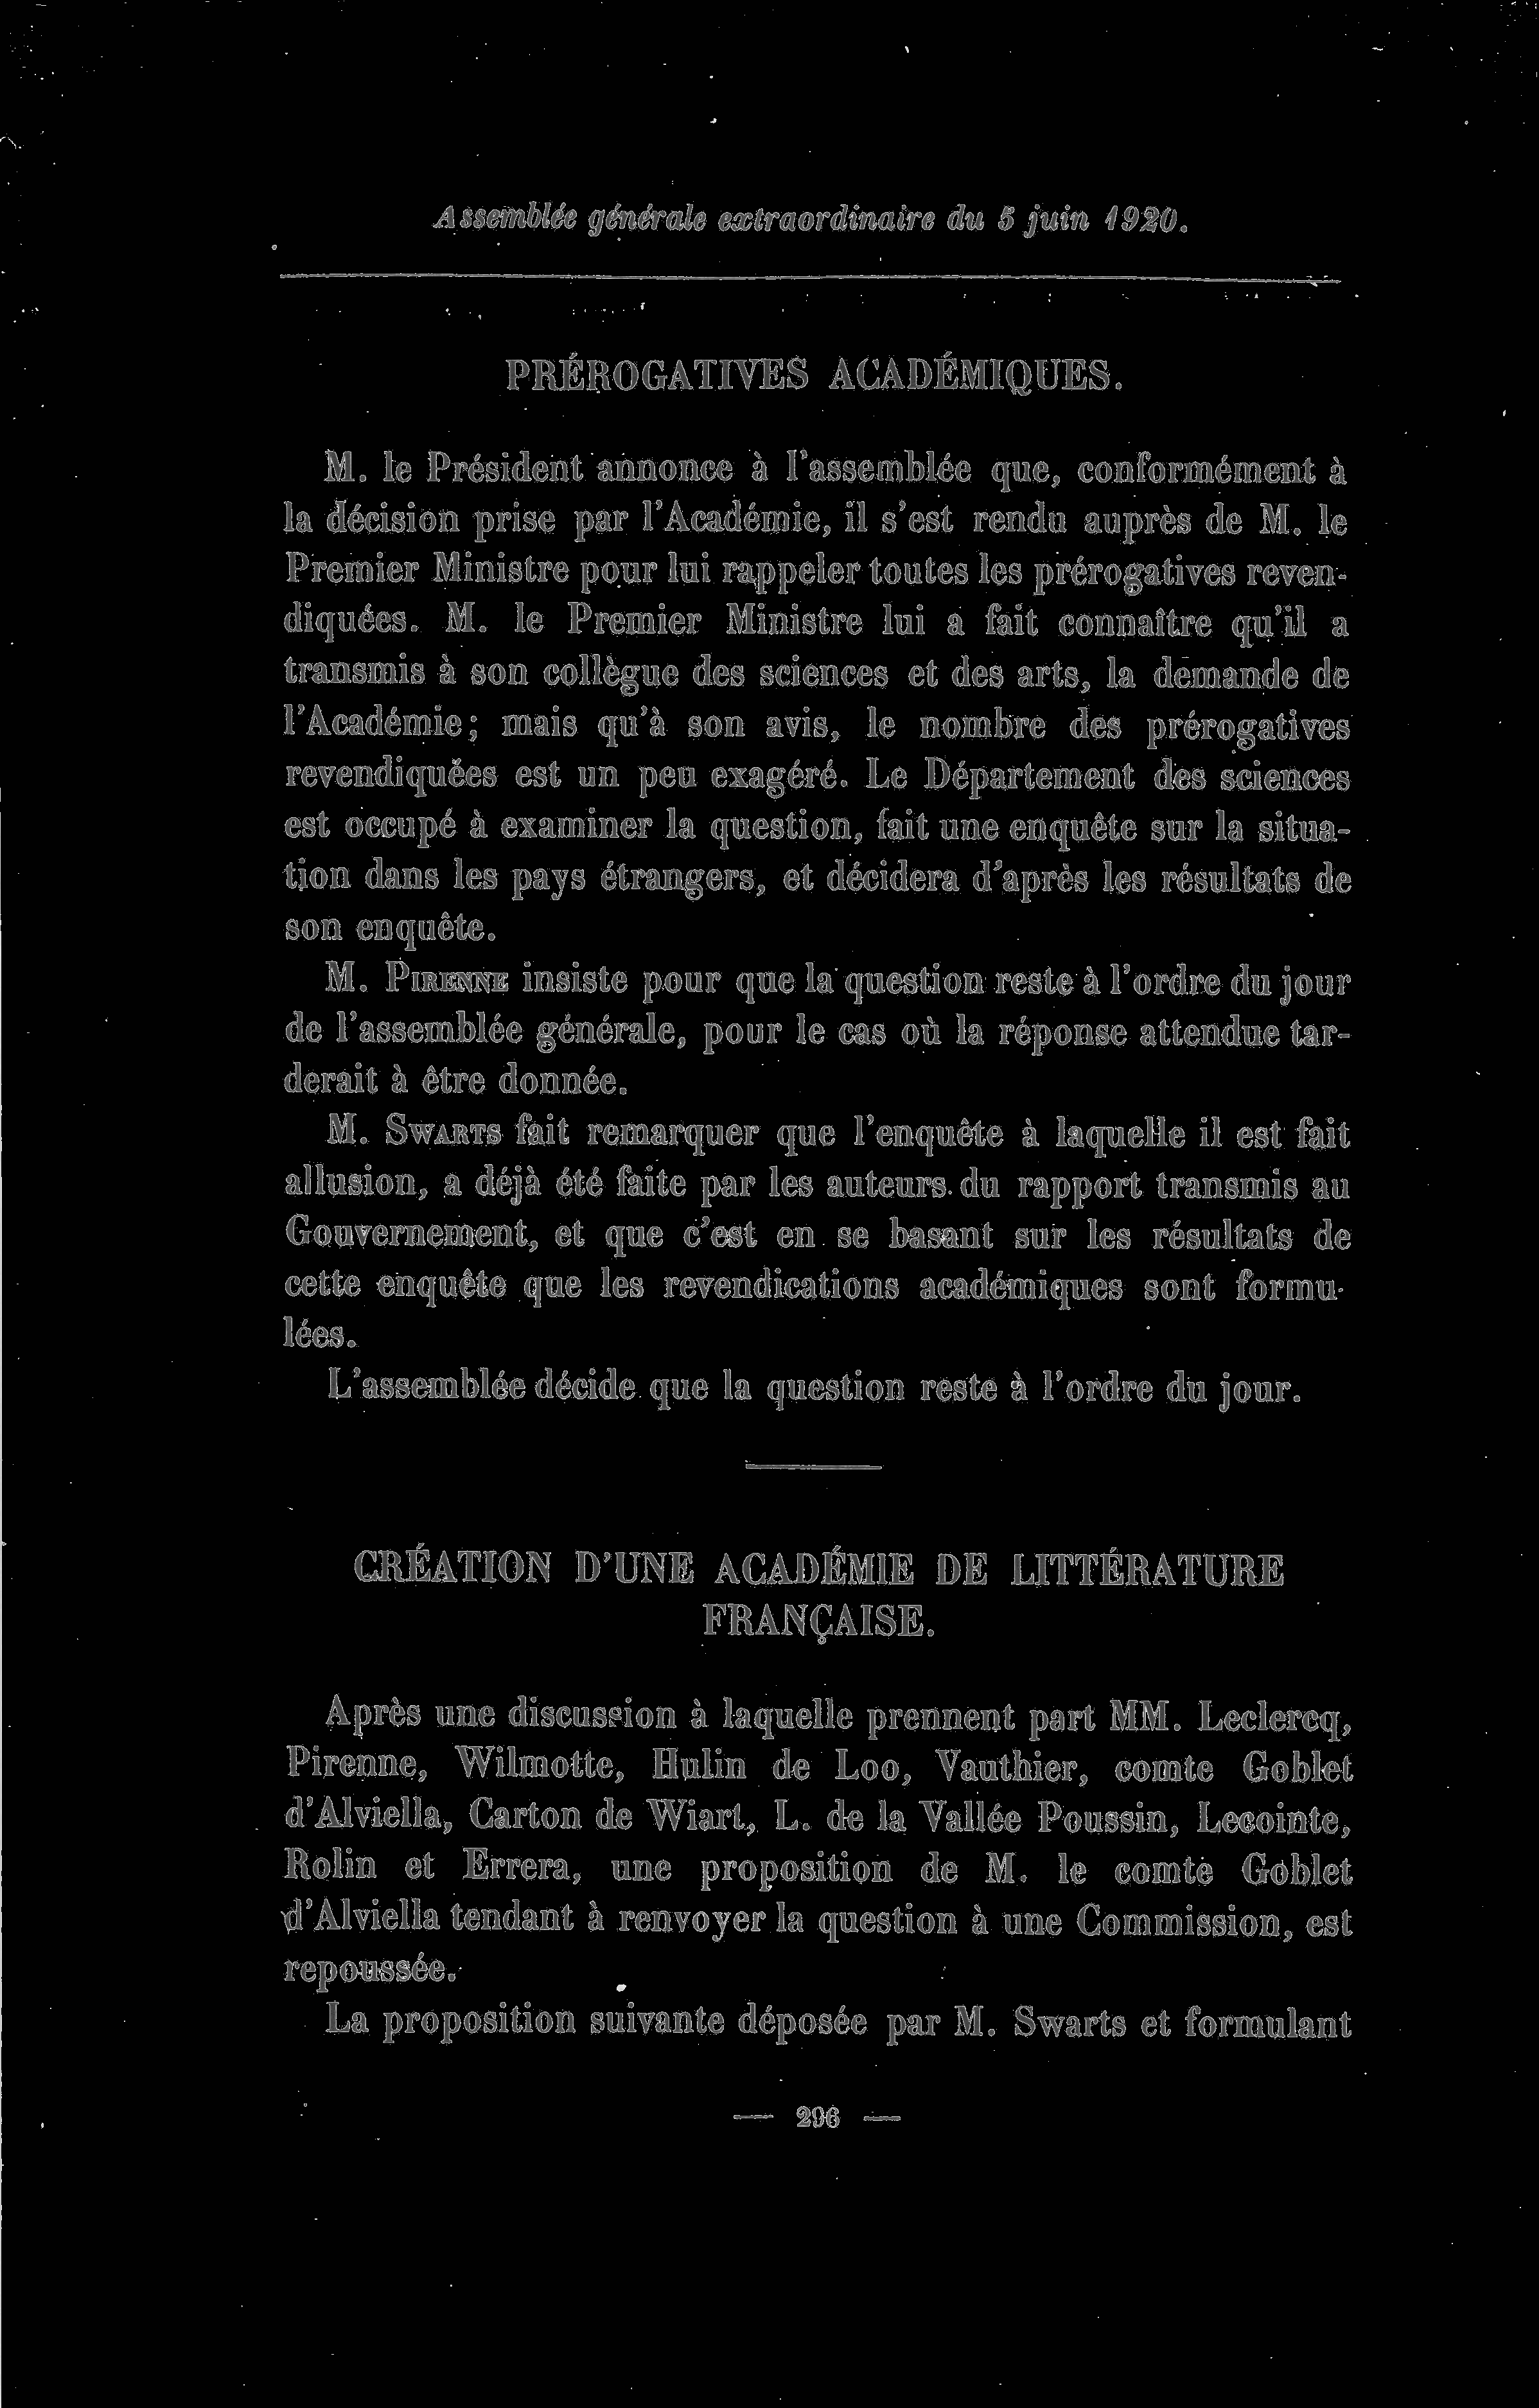 Assemblée générale extraordinaire du 5 juin 1920.
PRÉROGATIVES ACADÉMIQUES.
M. le Président annonce à l'assemblée que, conformément à
la décision prise par l'Académie, il s'est rendu auprès de M. le
Premier Ministre pour lui rappeler toutes les prérogatives reven-
diquées. M. le Premier Ministre lui a fait connaître qu'il a
transmis à son collègue des sciences et des arts, la demande de
l'Académie; mais qu'à son avis, le nombre des prérogatives
revendiquées est un peu exagéré. Le Département des sciences
est occupé à examiner la question, fait une enquête sur la situa-
tion dans les pays étrangers, et décidera d'après les résultats de
son enquête.
M. PIRENNE insiste pour que la question reste à l'ordre du jour
de l'assemblée générale, pour le cas où la réponse attendue tar-
derait à être donnée.
M. SWARTS fait remarquer que l'enquête à laquelle il est fait
allusion, a déjà été faite par les auteurs du rapport transmis au
Gouvernement, et que c'est en se basant sur les résultats de
cette enquête que les revendications académiques sont formu-
lées.
L'assemblée décide que la question reste à l'ordre du jour.
CRÉATION D'UNE ACADÉMIE DE LITTÉRATURE
FRANÇAISE.
Après une discussion à laquelle prennent part MM. Leclercq,
Pirenne, Wilmotte, Hulin de Loo, Vauthier, comte Goblet
d'Alviella, Carton de Wiart, L. de la Vallée Poussin, Lecointe,
Rolin et Errera, une proposition de M. le comte Goblet
d'Alviella tendant à renvoyer la question à une Commission, est
repoussée.
La proposition suivante déposée par M. Swarts et formulant
— 296 —